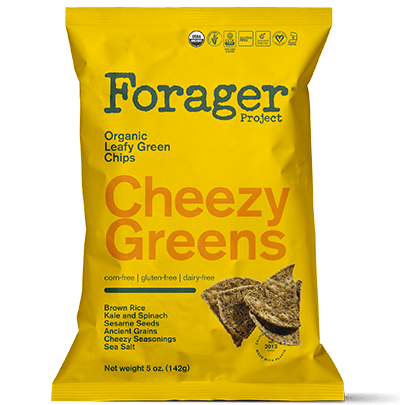 Forager
Project
Organic
Leafy Green
Chips
Cheezy
Greens
corn-free | gluten-free | dairy-free
Brown Rice
Kale and Spinach
Sesame Seeds
Ancient Grains
Cheezy Seasonings
Sea Salt
2013
Net weight 5 oz. (142g)